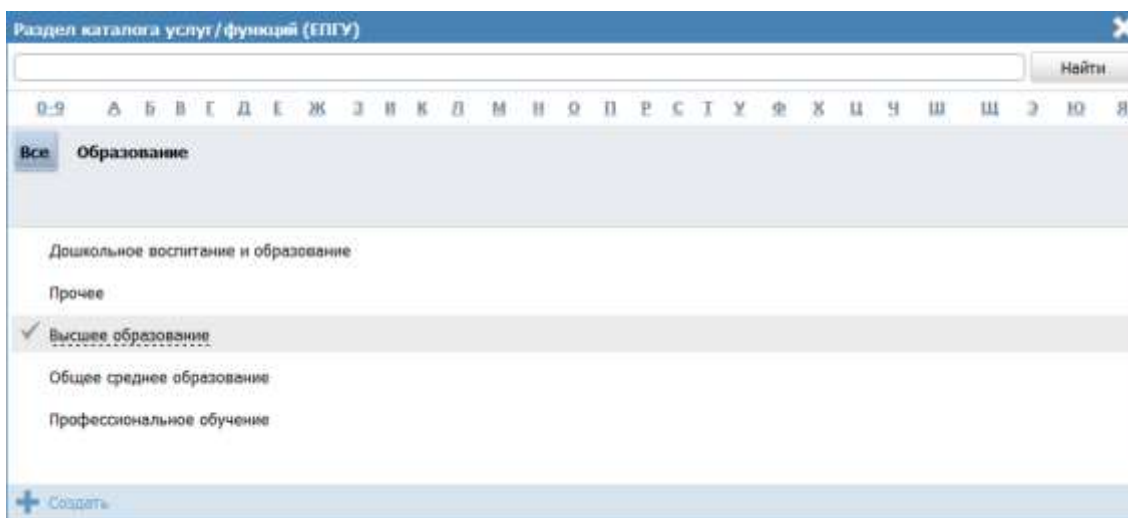 Раздел каталога услуг/функций (ЕПГУ)
Найти
0-9 А Б В Г Д Е Ж З И К Л М Н О П Р С Т У Ф Х Ц Ч Ш Щ Э Ю Я
Все Образование
Дошкольное воспитание и образование
Прочее
Высшее образование
Общее среднее образование
Профессиональное обучение
Создать